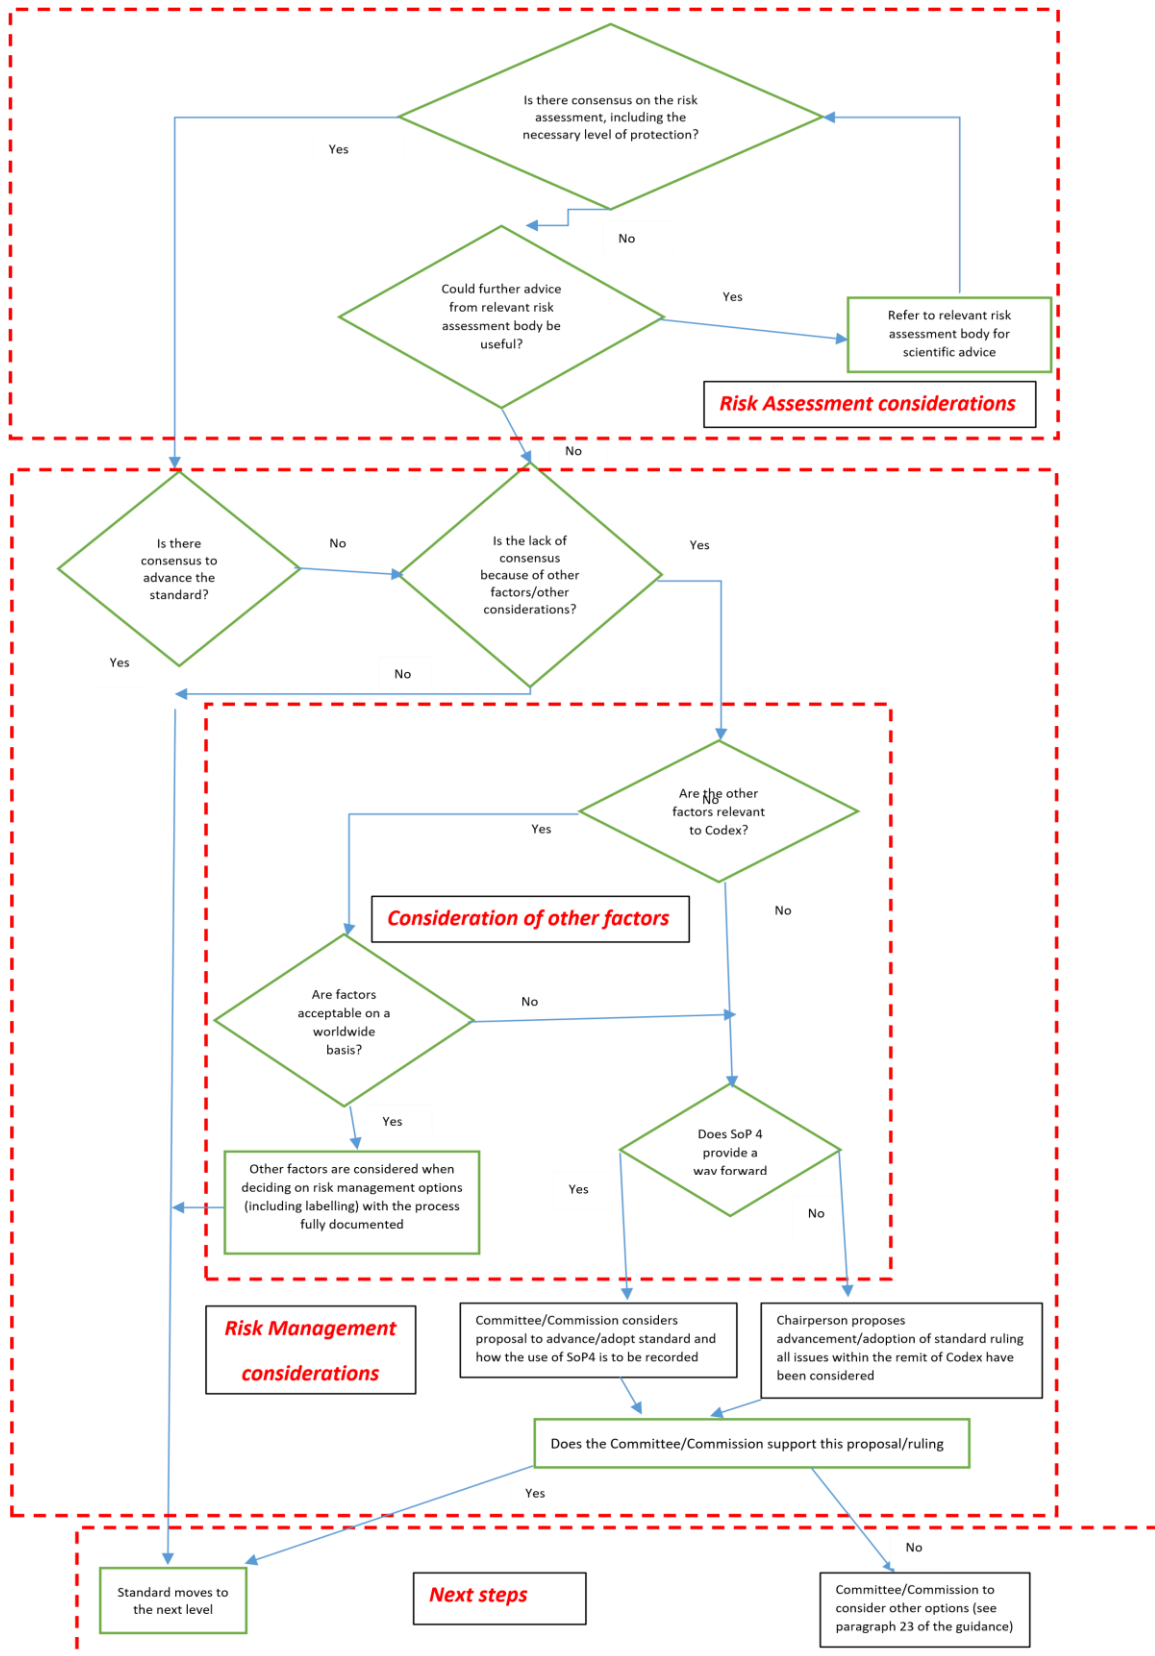 Is there consensus on the risk
assessment, including the
necessary level of protection?
Yes
No
Could further advice
from relevant risk
assessment body be
useful?
Yes
Refer to relevant risk
assessment body for
scientific advice
Risk Assessment considerations
No
Is there
consensus to
advance the
standard?
No
Is the lack of
consensus
because of other
factors/other
considerations?
Yes
Yes
No
Are the other
factors relevant
to Codex?
No
Yes
Consideration of other factors
No
Are factors
acceptable on a
worldwide
basis?
No
Yes
Does SoP 4
provide a
way forward
Other factors are considered when
deciding on risk management options
(including labelling) with the process
fully documented
Yes
No
Risk Management
considerations
Committee/Commission considers
proposal to advance/adopt standard and
how the use of SoP4 is to be recorded
Chairperson proposes
advancement/adoption of standard ruling
all issues within the remit of Codex have
been considered
Does the Committee/Commission support this proposal/ruling
Yes
No
Standard moves to
the next level
Next steps
Committee/Commission to
consider other options (see
paragraph 23 of the guidance)